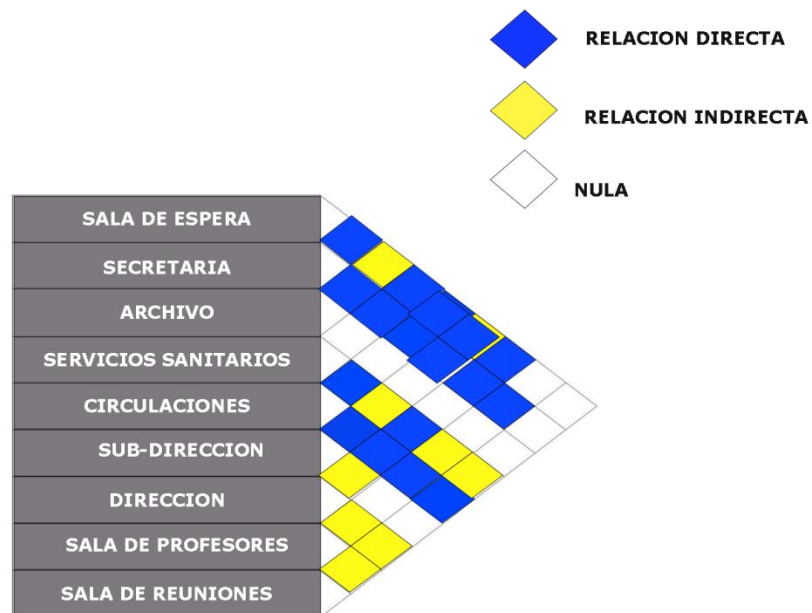 RELACION DIRECTA
RELACION INDIRECTA
NULA
SALA DE ESPERA
SECRETARIA
ARCHIVO
SERVICIOS SANITARIOS
CIRCULACIONES
SUB-DIRECCION
DIRECCION
SALA DE PROFESORES
SALA DE REUNIONES